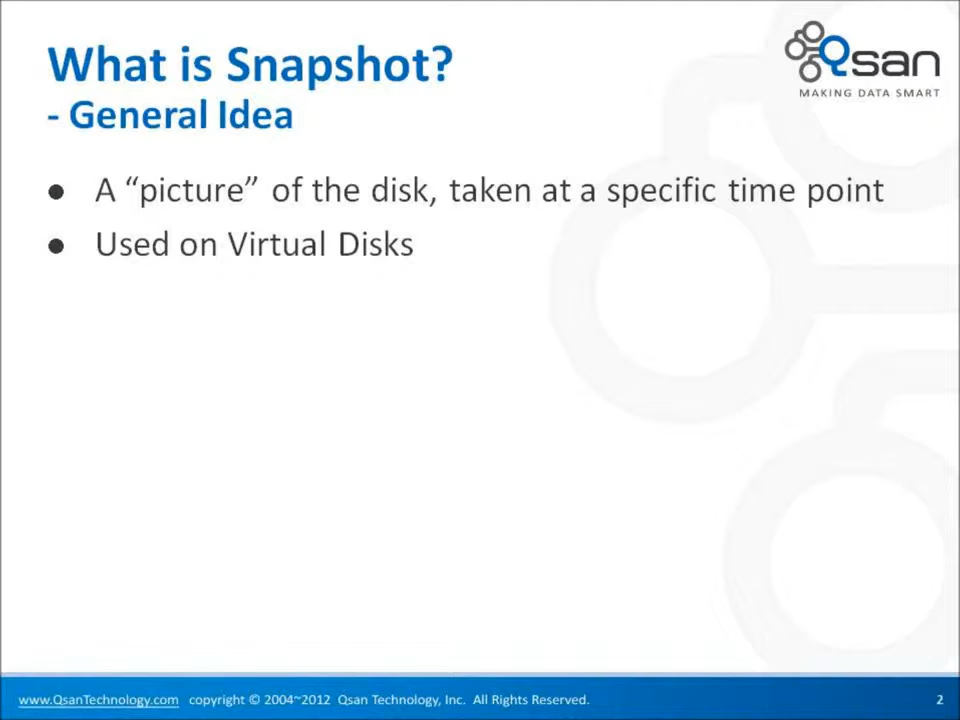 What is Snapshot?
- General Idea
Qsan
MAKING DATA SMART
● A “picture” of the disk, taken at a specific time point
● Used on Virtual Disks
www.QsanTechnology.com copyright © 2004~2012 Qsan Technology, Inc. All Rights Reserved. 2